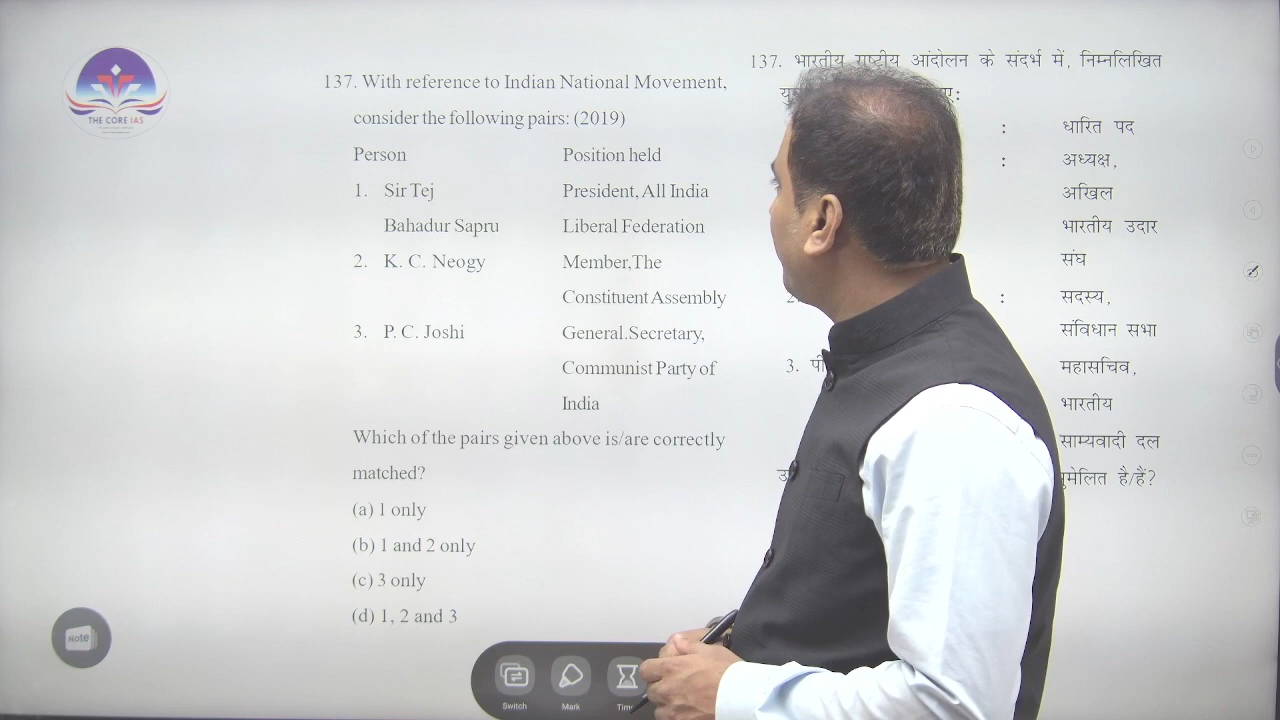 THE CORE IAS
137. With reference to Indian National Movement,
consider the following pairs: (2019)
Person Position held
1. Sir Tej President, All India
Bahadur Sapru Liberal Federation
2. K. C. Neogy Member,The
Constituent Assembly
3. P. C. Joshi General.Secretary,
Communist Party of
India
Which of the pairs given above is/are correctly
matched?
(a) 1 only
(b) 1 and 2 only
(c) 3 only
(d) 1, 2 and 3
137. भारतीय राष्ट्रीय आंदोलन के संदर्भ में, निम्नलिखित
: धारित पद
: अध्यक्ष,
अखिल
भारतीय उदार
संघ
2. : सदस्य,
संविधान सभा
3. महासचिव,
भारतीय
साम्यवादी दल
है/हैं?
Note
Switch
Mark